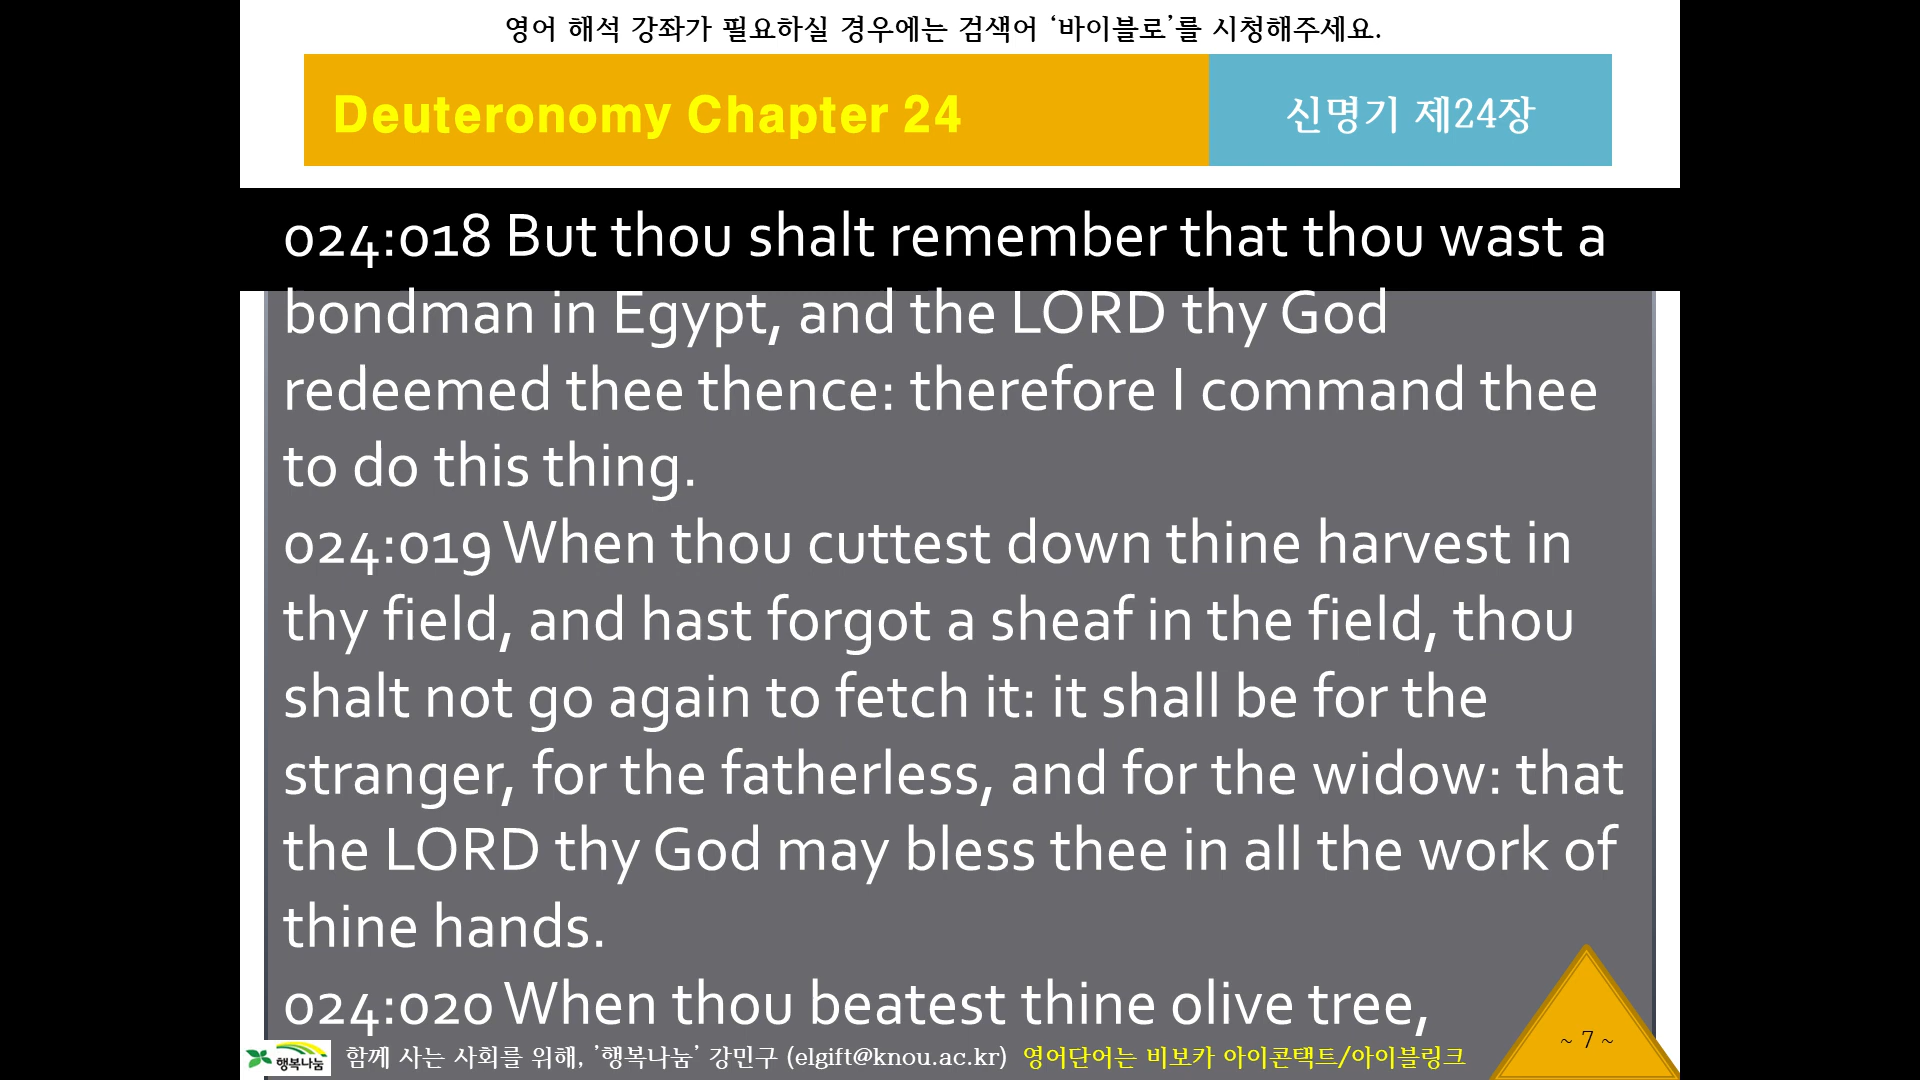 영어 해석 강좌가 필요하실 경우에는 검색어 ‘바이블로’를 시청해주세요.
Deuteronomy Chapter 24
신명기 제24장
024:018 But thou shalt remember that thou wast a
bondman in Egypt, and the LORD thy God
redeemed thee thence: therefore I command thee
to do this thing.
024:019 When thou cuttest down thine harvest in
thy field, and hast forgot a sheaf in the field, thou
shalt not go again to fetch it: it shall be for the
stranger, for the fatherless, and for the widow: that
the LORD thy God may bless thee in all the work of
thine hands.
024:020 When thou beatest thine olive tree,
~ 7 ~
행복나눔 함께 사는 사회를 위해, ’행복나눔’ 강민구 (elgift@knou.ac.kr) 영어단어는 비보카 아이콘택트/아이블링크